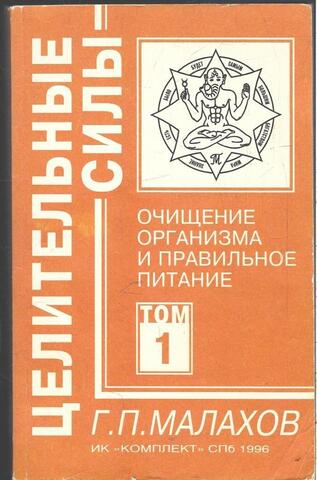 ЦЕЛИТЕЛЬНЫЕ
СИЛЫ
ОЧИЩЕНИЕ
ОРГАНИЗМА
И ПРАВИЛЬНОЕ
ПИТАНИЕ
ТОМ
1
Г.П.МАЛАХОВ
ИК «КОМПЛЕКТ» СПб 1996